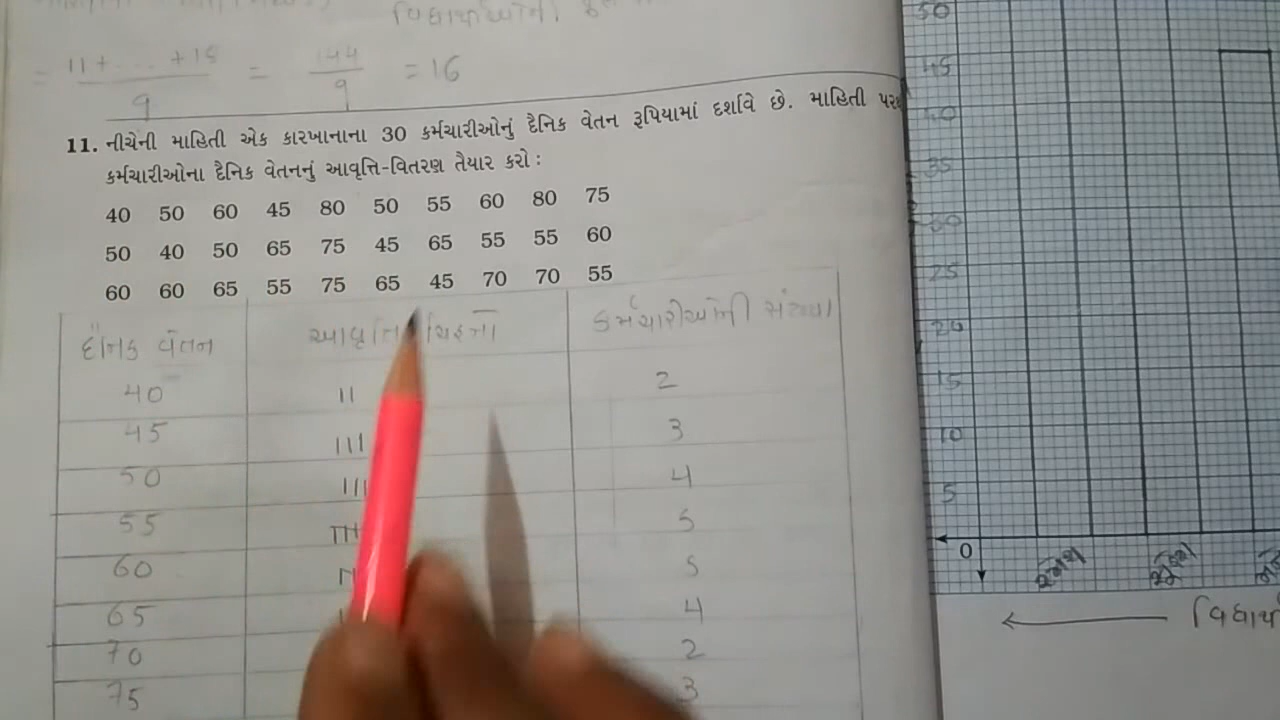 વિદ્યાર્થીઓની
= 11 + ... + 15 / 9 = 144 / 9 = 16
11. નીચેની માહિતી એક કારખાનાના 30 કર્મચારીઓનું દૈનિક વેતન રૂપિયામાં દર્શાવે છે. માહિતી પરથી
કર્મચારીઓના દૈનિક વેતનનું આવૃત્તિ-વિતરણ તૈયાર કરો :
40 50 60 45 80 50 55 60 80 75
50 40 50 65 75 45 65 55 55 60
60 60 65 55 75 65 45 70 70 55
દૈનિક વેતન કર્મચારીઓની સંખ્યા
40 || 2
45 ||| 3
50 4
55 5
60 5
65 4
70 2
75 3
50
45
40
35
30
25
20
15
10
5
0
રમેશ